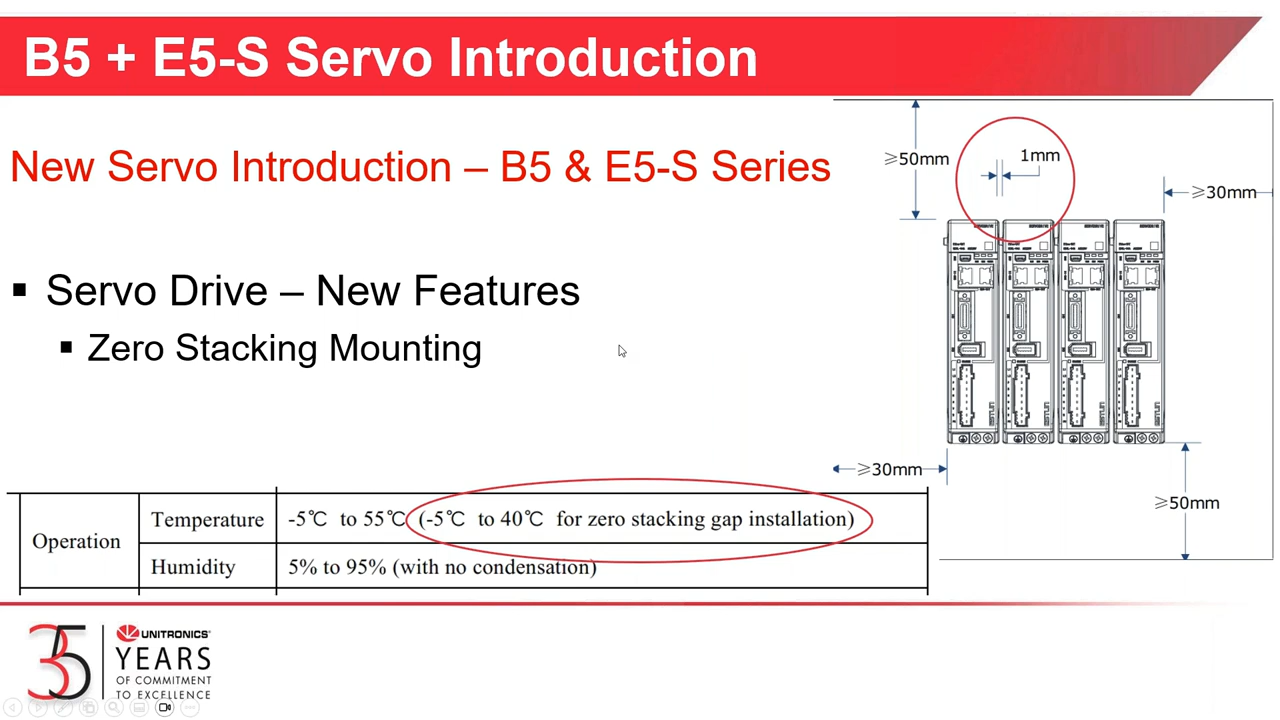 B5 + E5-S Servo Introduction
New Servo Introduction – B5 & E5-S Series
▪ Servo Drive – New Features
▪ Zero Stacking Mounting
≥50mm
1mm
≥30mm
≥30mm
≥50mm
Operation
Temperature
-5℃ to 55℃ (-5℃ to 40℃ for zero stacking gap installation)
Humidity
5% to 95% (with no condensation)
35
UNITRONICS®
YEARS
OF COMMITMENT
TO EXCELLENCE